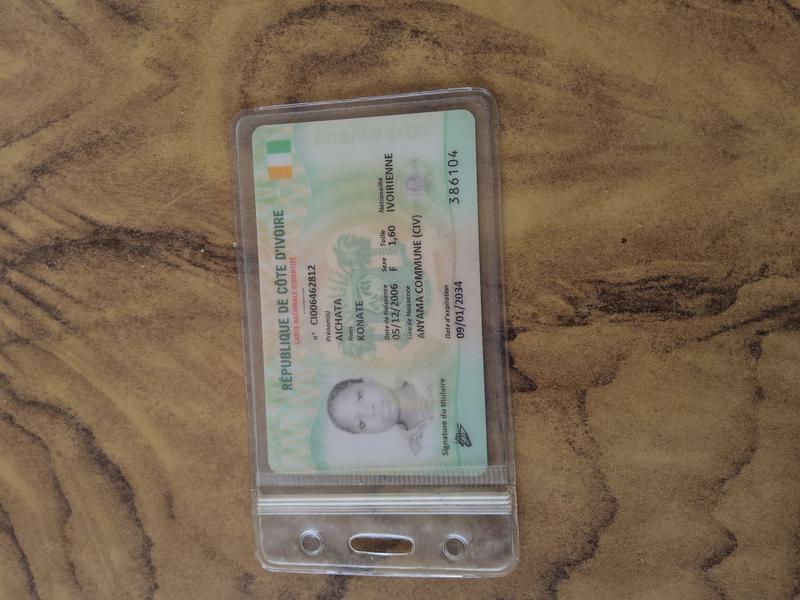 RÉPUBLIQUE DE CÔTE D'IVOIRE
CARTE NATIONALE D'IDENTITÉ
n° CI006462812
Prénom(s)
AICHATA
Nom
KONATE
Date de Naissance Sexe Taille Nationalité
05/12/2006 F 1,60 IVOIRIENNE
Lieu de Naissance
ANYAMA COMMUNE (CIV)
Signature du titulaire
Date d'expiration
09/01/2034
386104